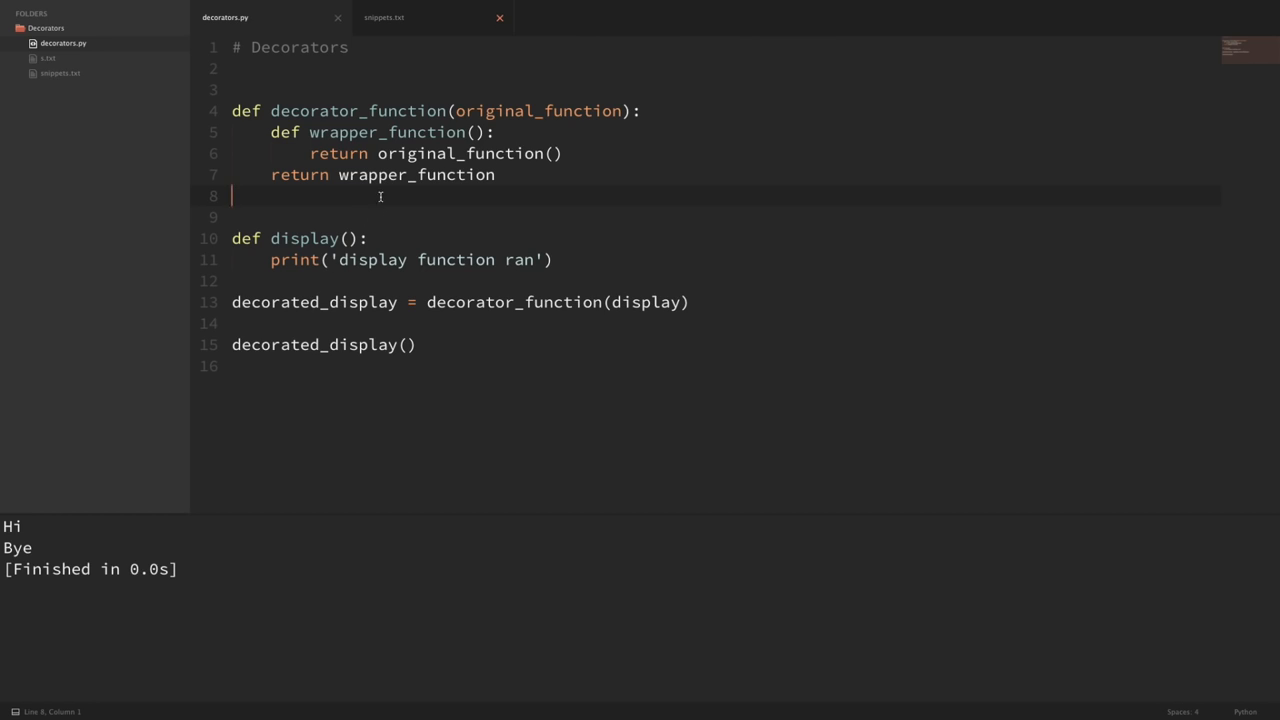 FOLDERS
Decorators
decorators.py
s.txt
snippets.txt
decorators.py
snippets.txt
1 # Decorators
2
3
4 def decorator_function(original_function):
5     def wrapper_function():
6         return original_function()
7     return wrapper_function
8
9
10 def display():
11     print('display function ran')
12
13 decorated_display = decorator_function(display)
14
15 decorated_display()
16
Hi
Bye
[Finished in 0.0s]
Line 8, Column 1
Spaces: 4
Python